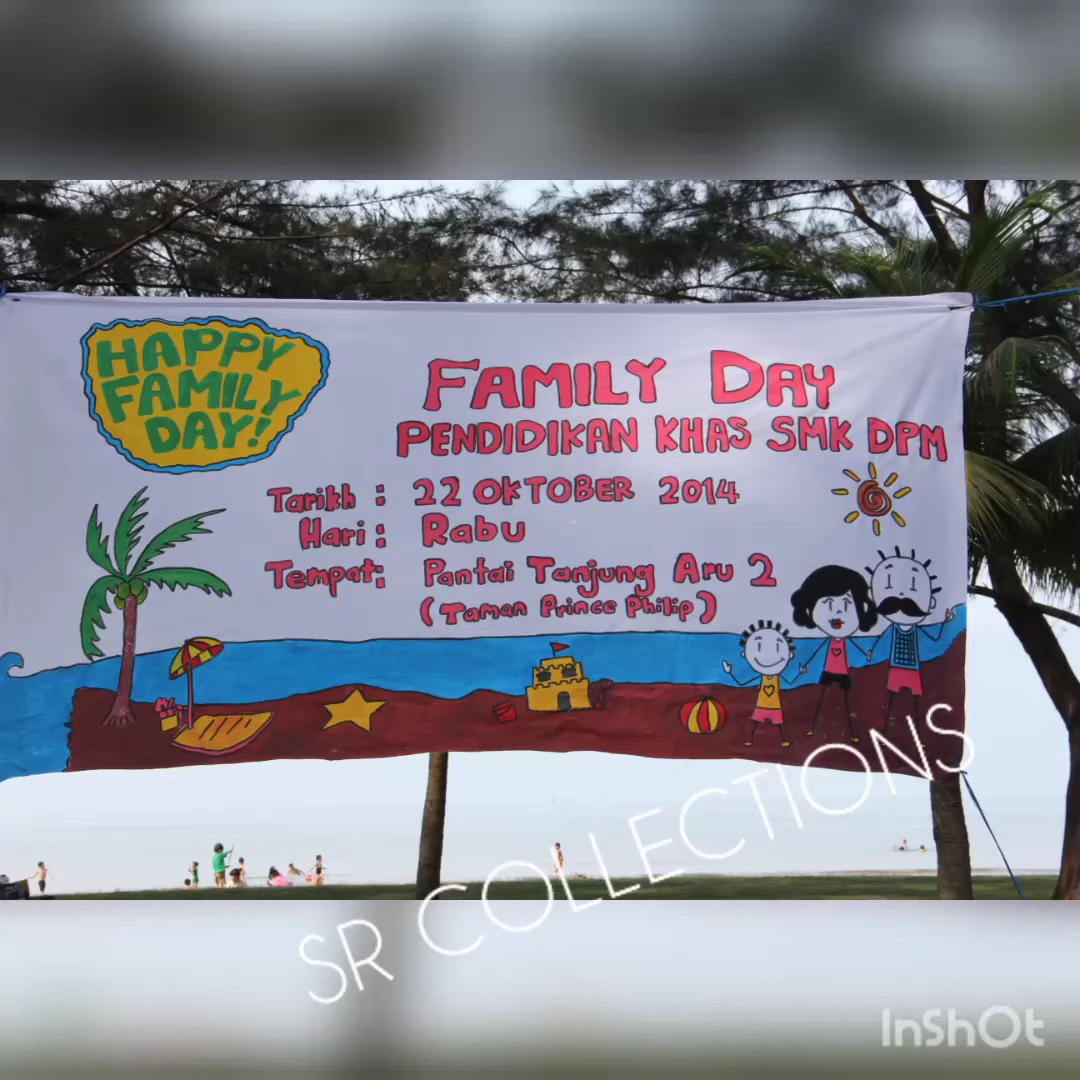 HAPPY
FAMILY
DAY!
FAMILY DAY
PENDIDIKAN KHAS SMK DPM
Tarikh : 22 OKTOBER 2014
Hari : Rabu
Tempat : Pantai Tanjung Aru 2
(Taman Prince Philip)
SR COLLECTIONS
InShOt